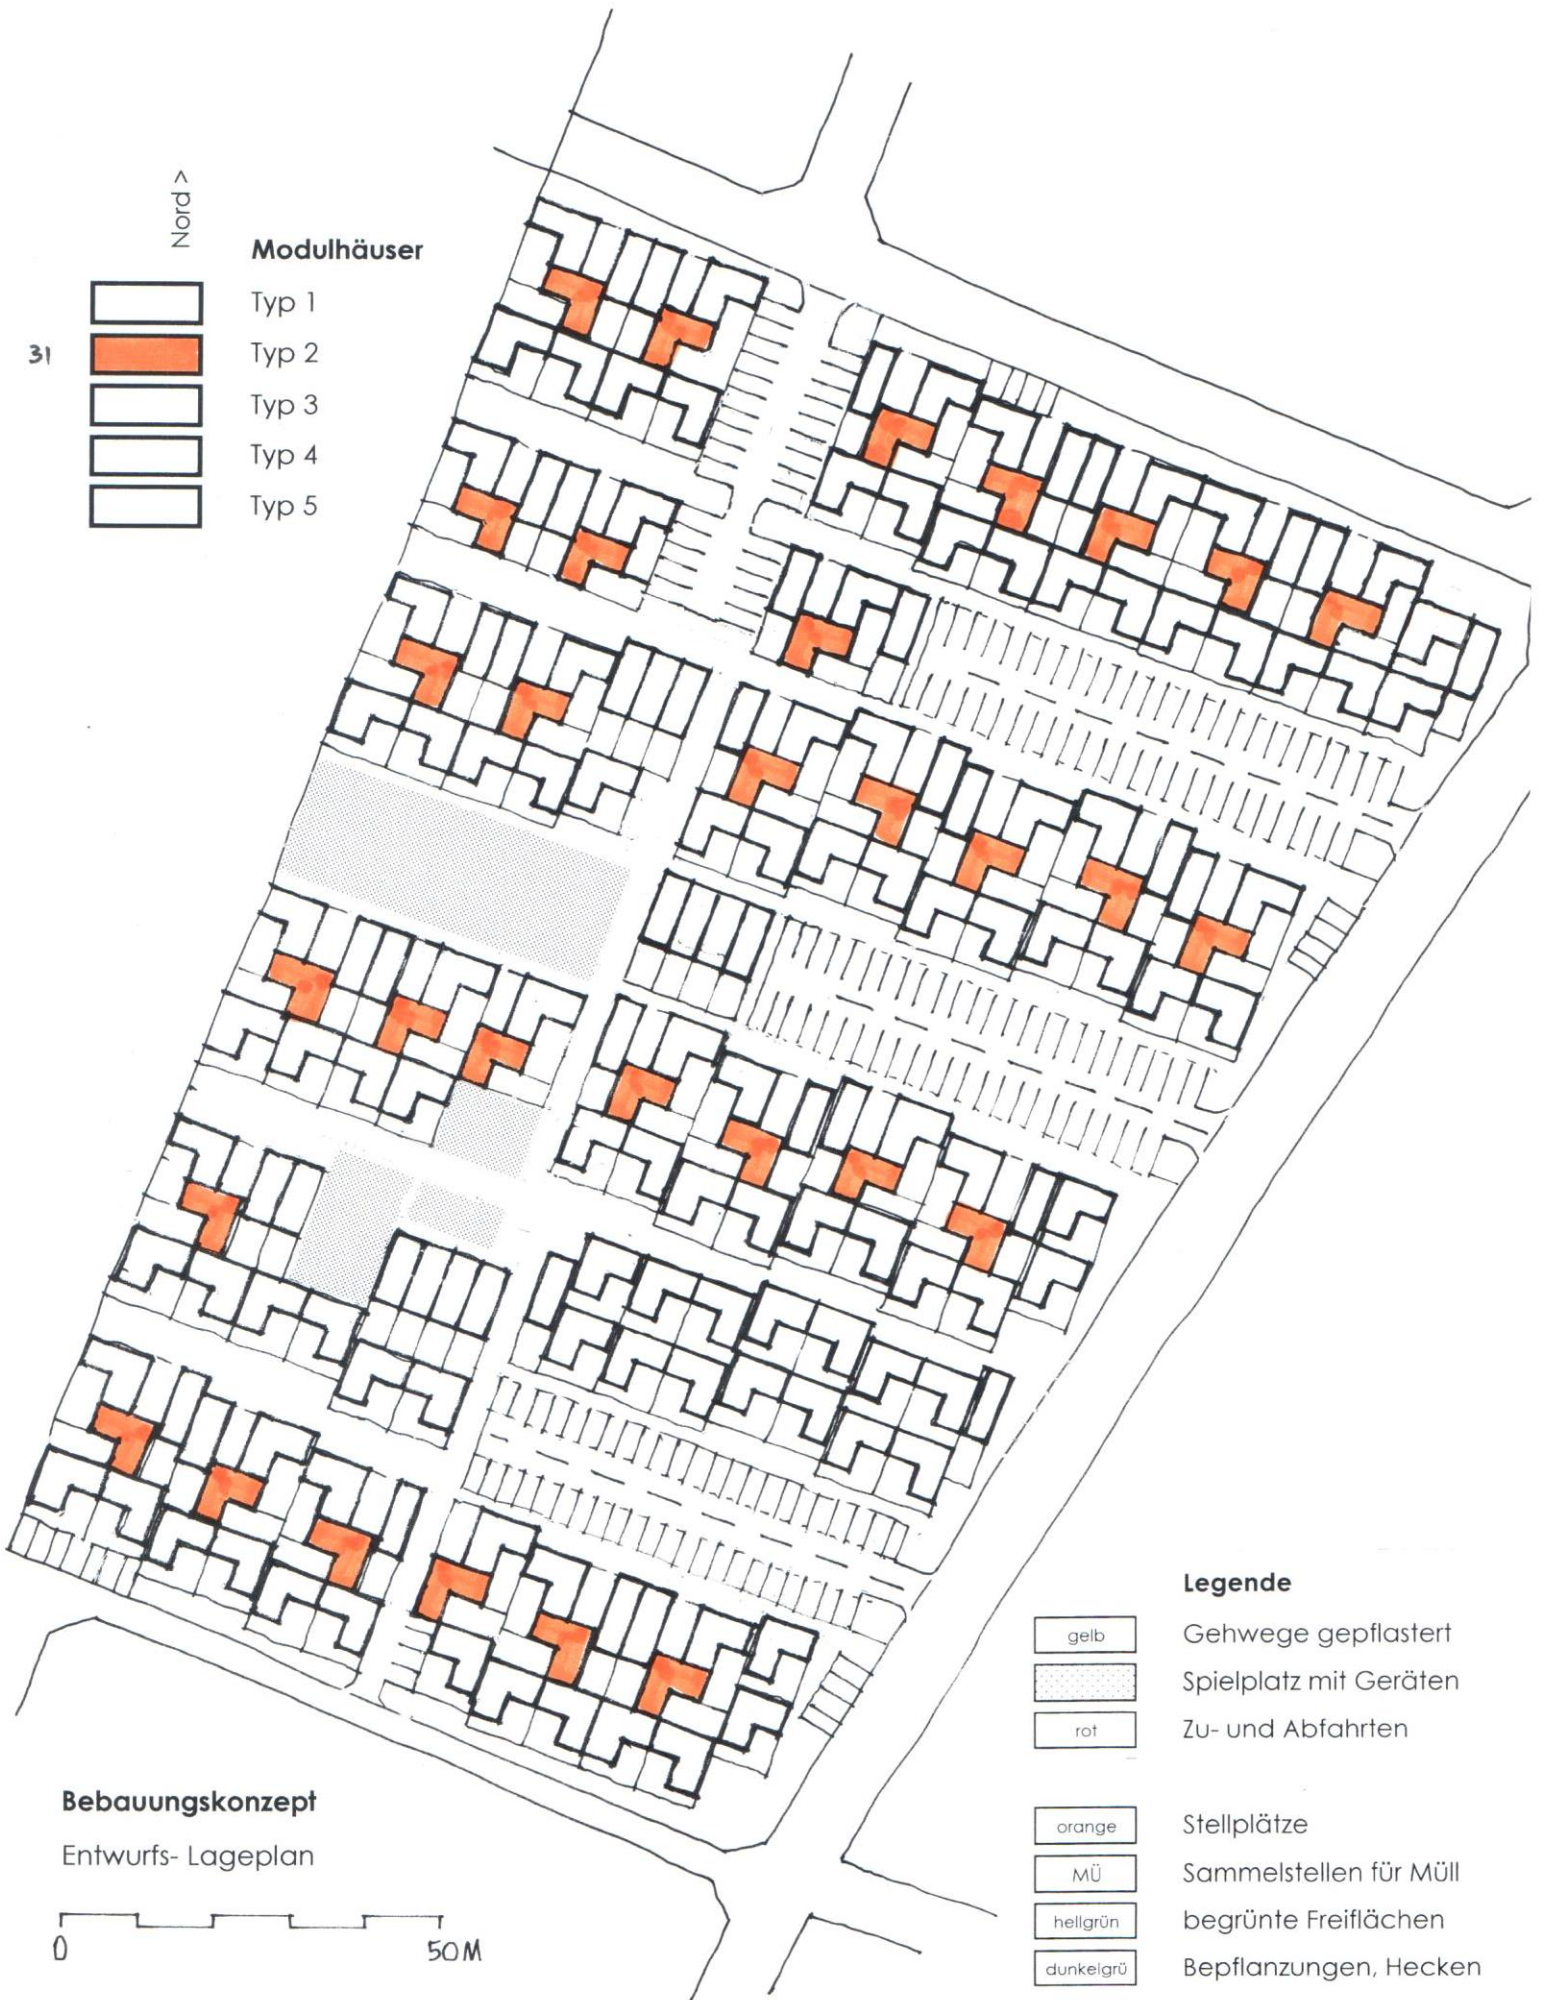 Nord >
Modulhäuser
Typ 1
31
Typ 2
Typ 3
Typ 4
Typ 5
Legende
gelb
Gehwege gepflastert
Spielplatz mit Geräten
rot
Zu- und Abfahrten
orange
Stellplätze
MÜ
Sammelstellen für Müll
hellgrün
begrünte Freiflächen
dunkelgrü
Bepflanzungen, Hecken
Bebauungskonzept
Entwurfs- Lageplan
0
50M